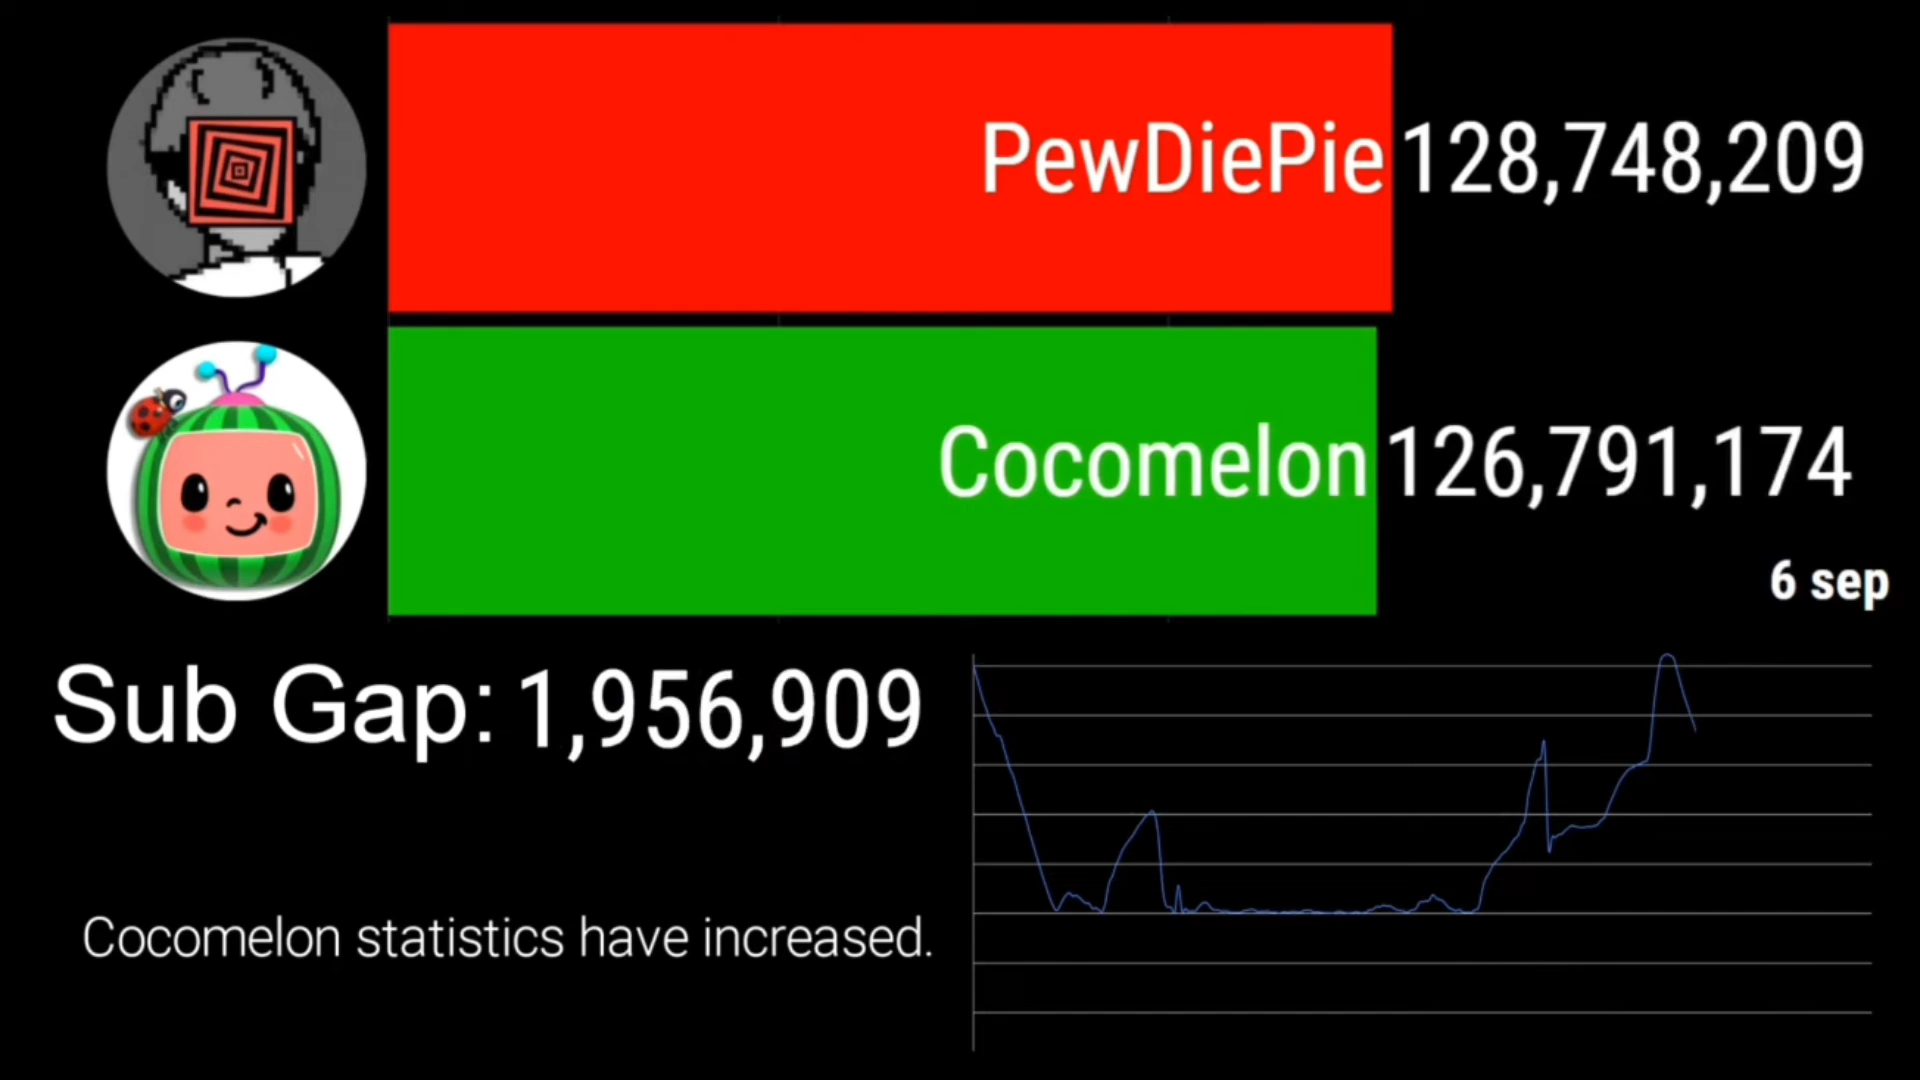 PewDiePie 128,748,209
Cocomelon 126,791,174
6 sep
Sub Gap: 1,956,909
Cocomelon statistics have increased.